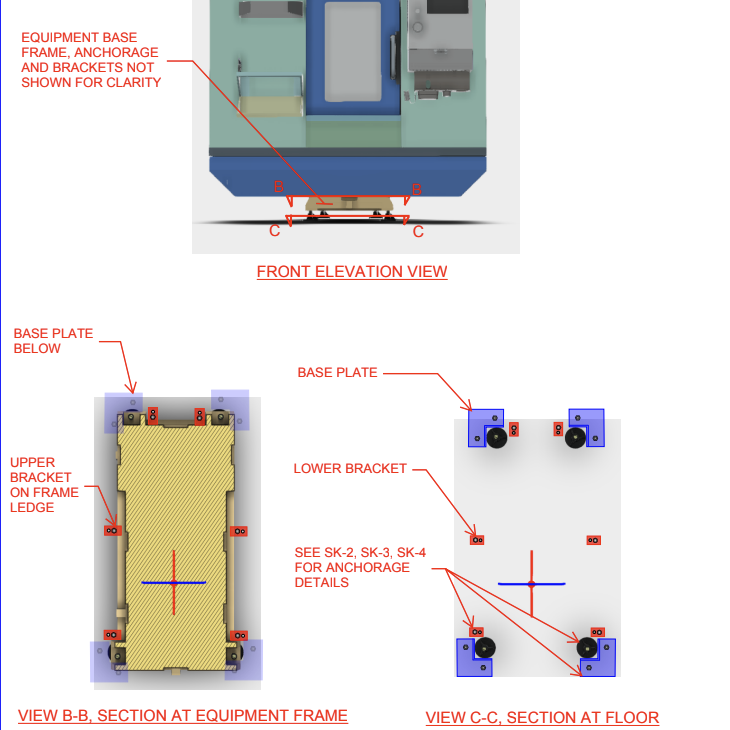 EQUIPMENT BASE
FRAME, ANCHORAGE
AND BRACKETS NOT
SHOWN FOR CLARITY
B
B
C
C
FRONT ELEVATION VIEW
BASE PLATE
BELOW
UPPER
BRACKET
ON FRAME
LEDGE
VIEW B-B, SECTION AT EQUIPMENT FRAME
BASE PLATE
LOWER BRACKET
SEE SK-2, SK-3, SK-4
FOR ANCHORAGE
DETAILS
VIEW C-C, SECTION AT FLOOR